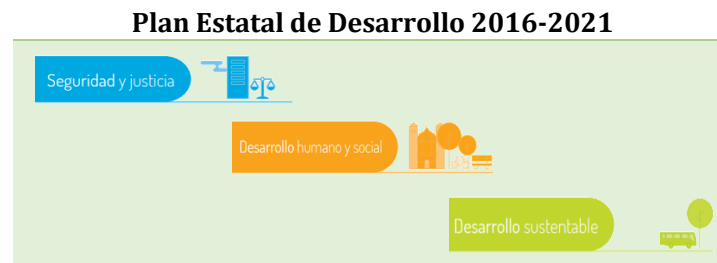 Plan Estatal de Desarrollo 2016-2021
Seguridad y justicia
Desarrollo humano y social
Desarrollo sustentable